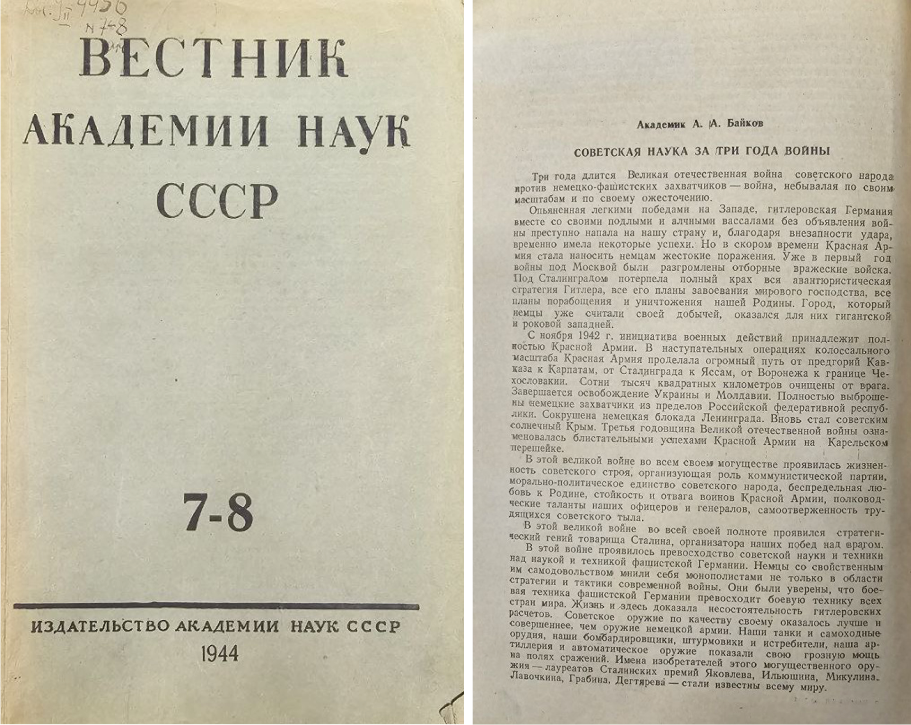 4456
N 7-8
ВЕСТНИК
АКАДЕМИИ НАУК
СССР
7-8
ИЗДАТЕЛЬСТВО АКАДЕМИИ НАУК СССР
1944
Академик А. А. Байков
СОВЕТСКАЯ НАУКА ЗА ТРИ ГОДА ВОЙНЫ
Три года длится Великая отечественная война советского народа
против немецко-фашистских захватчиков — война, небывалая по своим
масштабам и по своему ожесточению.
Опьяненная легкими победами на Западе, гитлеровская Германия
вместе со своими подлыми и алчными вассалами без объявления вой-
ны преступно напала на нашу страну и, благодаря внезапности удара,
временно имела некоторые успехи. Но в скором времени Красная Ар-
мия стала наносить немцам жестокие поражения. Уже в первый год
войны под Москвой были разгромлены отборные вражеские войска.
Под Сталинградом потерпела полный крах вся авантюристическая
стратегия Гитлера, все его планы завоевания мирового господства, все
планы порабощения и уничтожения нашей Родины. Город, который
немцы уже считали своей добычей, оказался для них гигантской
и роковой западней.
С ноября 1942 г. инициатива военных действий принадлежит пол-
ностью Красной Армии. В наступательных операциях колоссального
масштаба Красная Армия проделала огромный путь от предгорий Кав-
каза к Карпатам, от Сталинграда к Яссам, от Воронежа к границе Че-
хословакии. Сотни тысяч квадратных километров очищены от врага.
Завершается освобождение Украины и Молдавии. Полностью выброше-
ны немецкие захватчики из пределов Российской федеративной респуб-
лики. Сокрушена немецкая блокада Ленинграда. Вновь стал советским
солнечный Крым. Третья годовщина Великой отечественной войны озна-
меновалась блистательными успехами Красной Армии на Карельском
перешейке.
В этой великой войне во всем своем могуществе проявилась жизнен-
ность советского строя, организующая роль коммунистической партии,
морально-политическое единство советского народа, беспредельная лю-
бовь к Родине, стойкость и отвага воинов Красной Армии, полковод-
ческие таланты наших офицеров и генералов, самоотверженность тру-
дящихся советского тыла.
В этой великой войне во всей своей полноте проявился стратеги-
ческий гений товарища Сталина, организатора наших побед над врагом.
В этой войне проявилось превосходство советской науки и техники
над наукой и техникой фашистской Германии. Немцы со свойственным
им самодовольством мнили себя монополистами не только в области
стратегии и тактики современной войны. Они были уверены, что бое-
вая техника фашистской Германии превосходит боевую технику всех
стран мира. Жизнь и здесь доказала несостоятельность гитлеровских
расчетов. Советское оружие по качеству своему оказалось лучше и
совершеннее, чем оружие немецкой армии. Наши танки и самоходные
орудия, наши бомбардировщики, штурмовики и истребители, наша ар-
тиллерия и автоматическое оружие показали свою грозную мощь
на полях сражений. Имена изобретателей этого могущественного ору-
жия — лауреатов Сталинских премий Яковлева, Ильюшина, Микулина,
Лавочкина, Грабина, Дегтярева — стали известны всему миру.